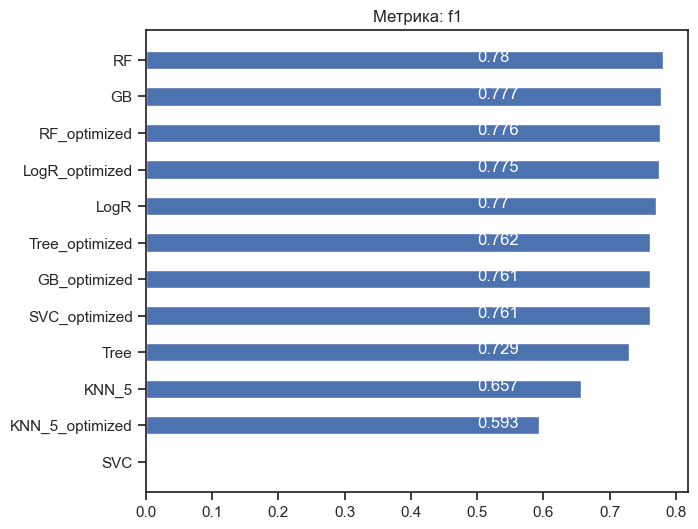 Метрика: f1
RF 0.78
GB 0.777
RF_optimized 0.776
LogR_optimized 0.775
LogR 0.77
Tree_optimized 0.762
GB_optimized 0.761
SVC_optimized 0.761
Tree 0.729
KNN_5 0.657
KNN_5_optimized 0.593
SVC
0.0 0.1 0.2 0.3 0.4 0.5 0.6 0.7 0.8